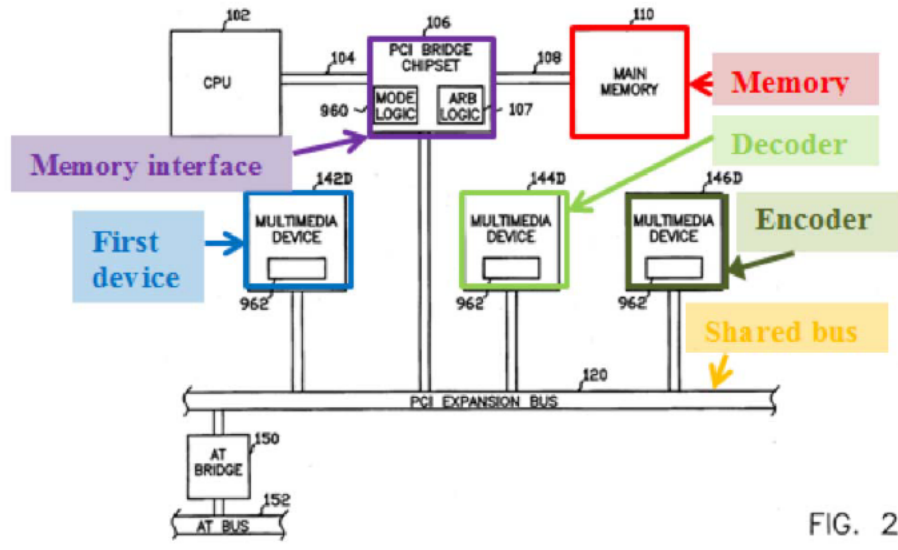 102
106
110
104
108
CPU
PCI BRIDGE
CHIPSET
MAIN
MEMORY
Memory
960
MODE
LOGIC
ARB
LOGIC
107
Memory interface
Decoder
142D
144D
146D
First
device
MULTIMEDIA
DEVICE
MULTIMEDIA
DEVICE
MULTIMEDIA
DEVICE
Encoder
962
962
962
Shared bus
120
PCI EXPANSION BUS
150
AT
BRIDGE
152
AT BUS
FIG. 2